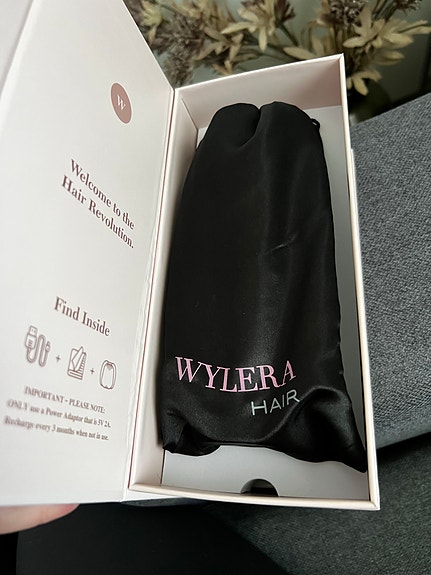 W
Welcome to the
Hair Revolution.
Find Inside
+
+
IMPORTANT - PLEASE NOTE:
ONLY use a Power Adaptor that is 5V 2A.
Recharge every 3 months when not in use.
WYLERA
HAIR